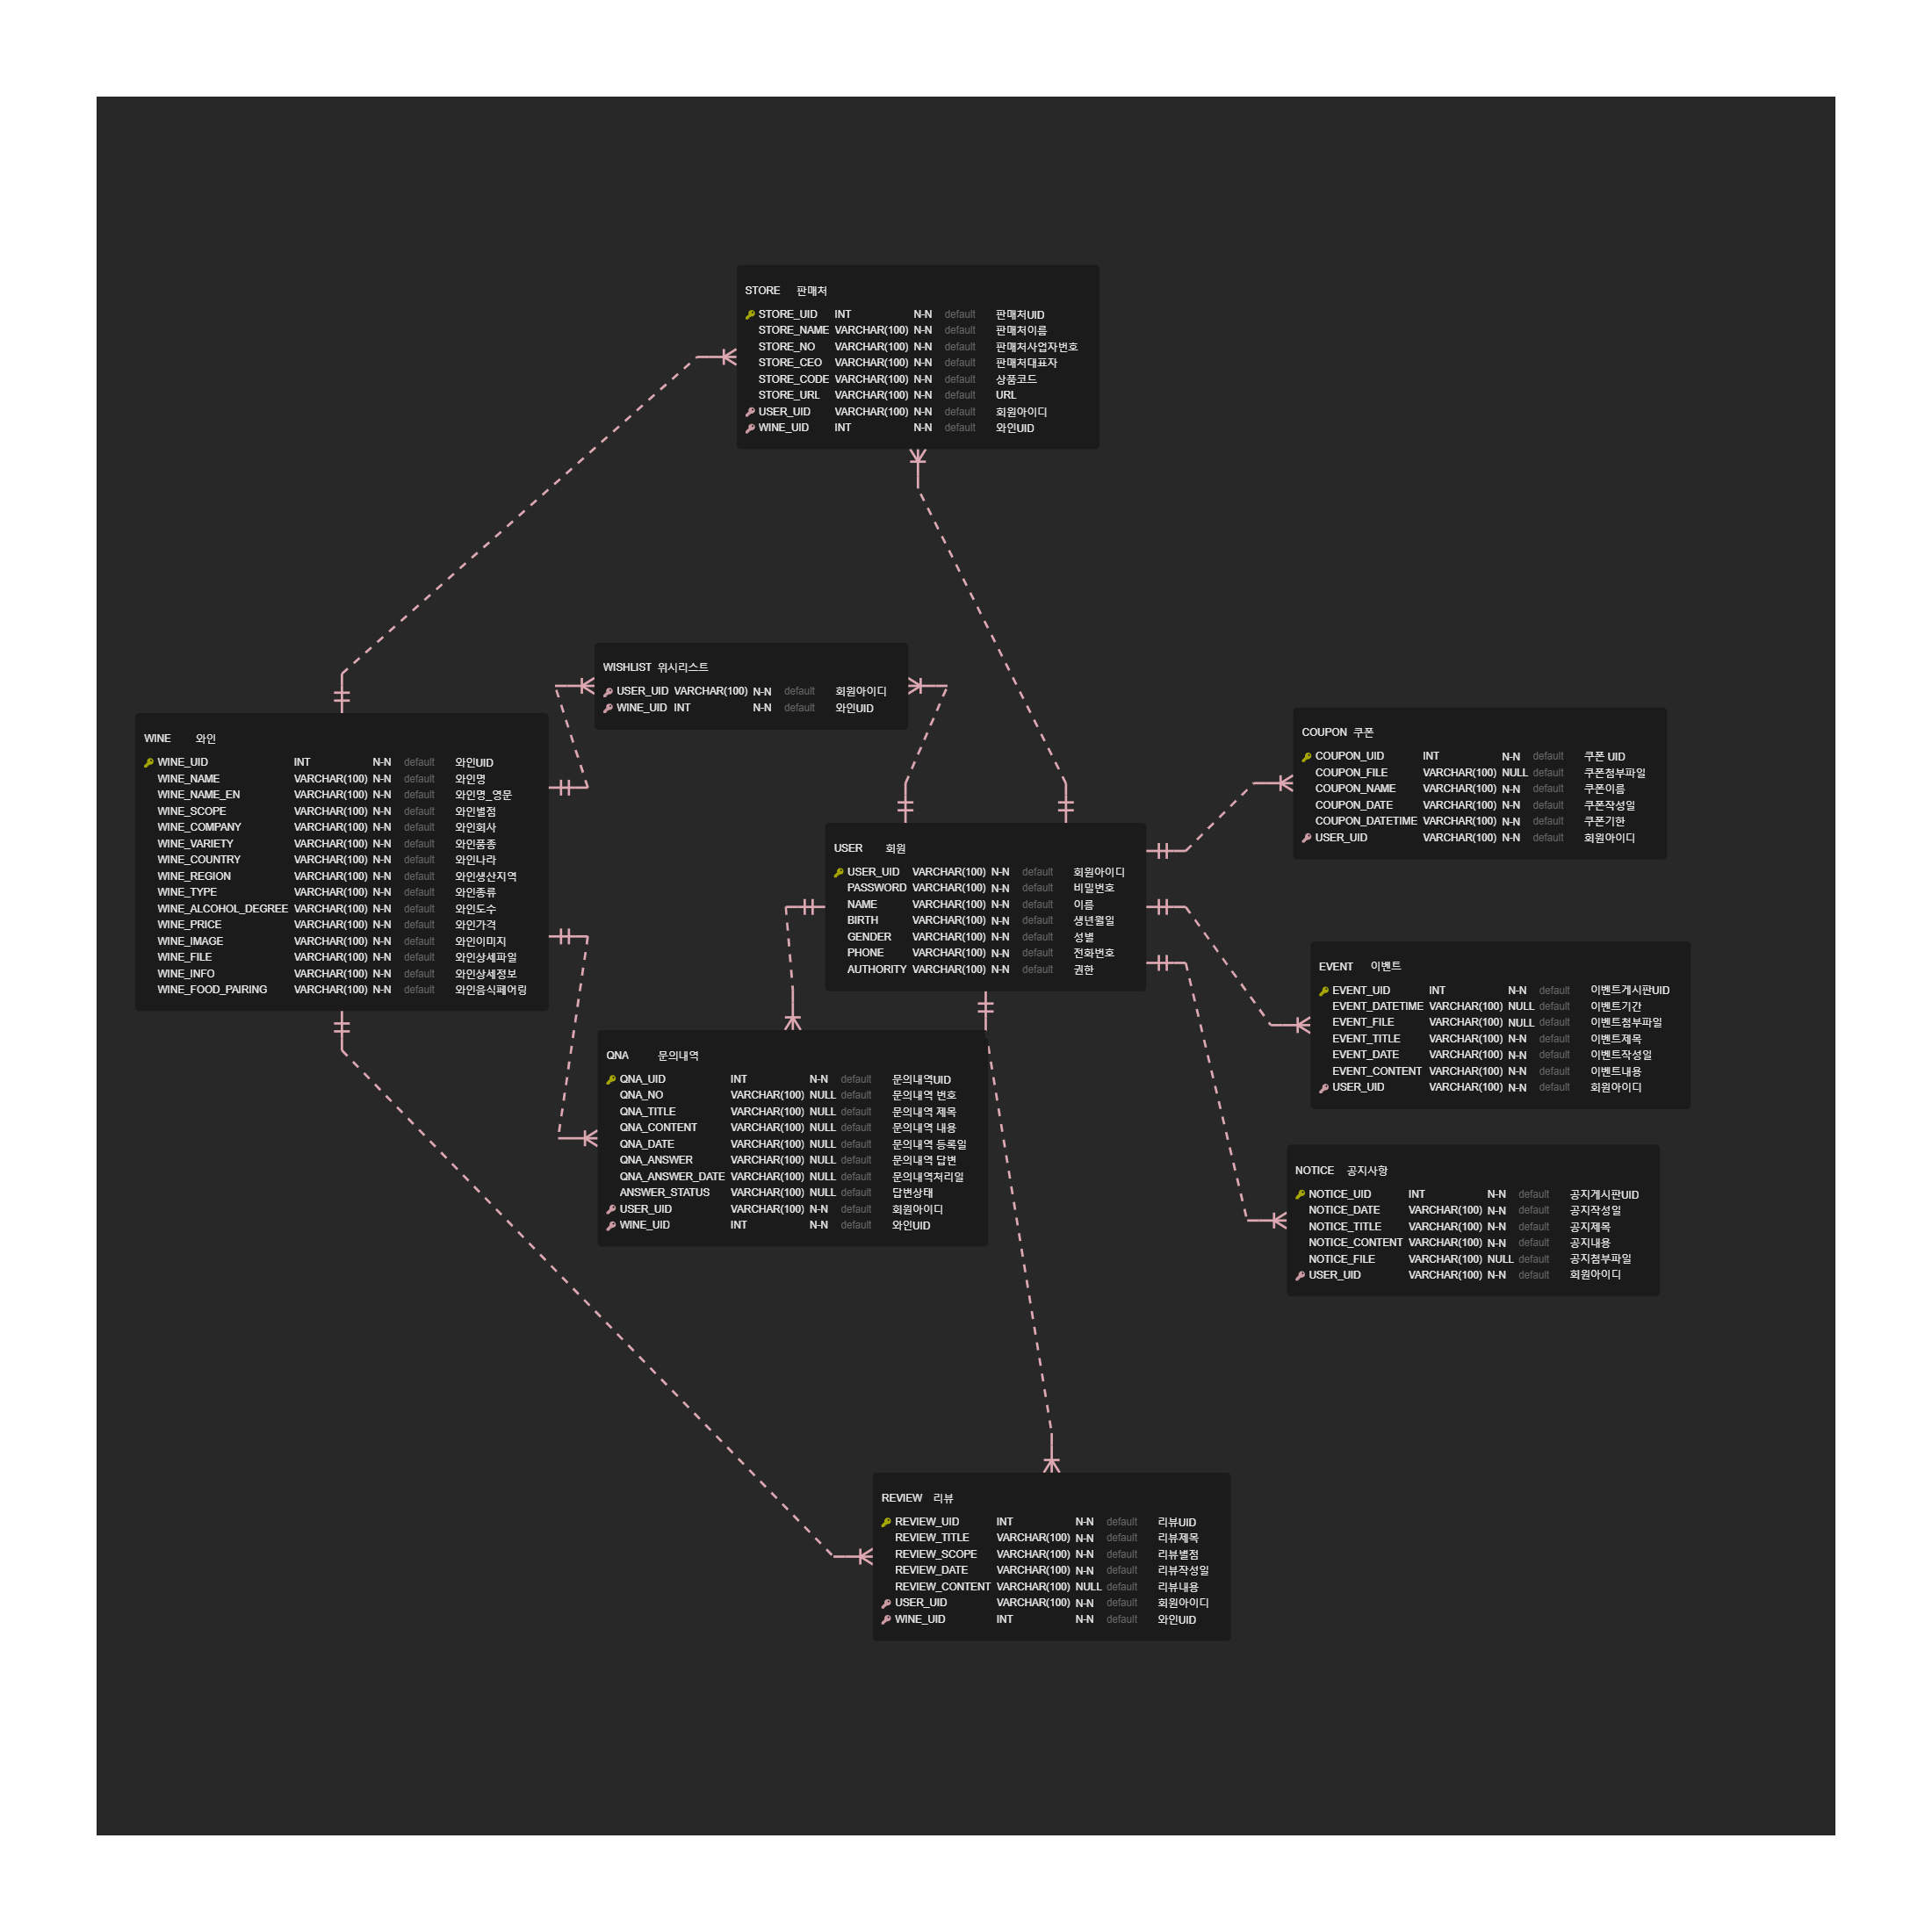 STORE 판매처
STORE_UID INT N-N default 판매처UID
STORE_NAME VARCHAR(100) N-N default 판매처이름
STORE_NO VARCHAR(100) N-N default 판매처사업자번호
STORE_CEO VARCHAR(100) N-N default 판매처대표자
STORE_CODE VARCHAR(100) N-N default 상품코드
STORE_URL VARCHAR(100) N-N default URL
USER_UID VARCHAR(100) N-N default 회원아이디
WINE_UID INT N-N default 와인UID
WISHLIST 위시리스트
USER_UID VARCHAR(100) N-N default 회원아이디
WINE_UID INT N-N default 와인UID
WINE 와인
WINE_UID INT N-N default 와인UID
WINE_NAME VARCHAR(100) N-N default 와인명
WINE_NAME_EN VARCHAR(100) N-N default 와인명_영문
WINE_SCOPE VARCHAR(100) N-N default 와인별점
WINE_COMPANY VARCHAR(100) N-N default 와인회사
WINE_VARIETY VARCHAR(100) N-N default 와인품종
WINE_COUNTRY VARCHAR(100) N-N default 와인나라
WINE_REGION VARCHAR(100) N-N default 와인생산지역
WINE_TYPE VARCHAR(100) N-N default 와인종류
WINE_ALCOHOL_DEGREE VARCHAR(100) N-N default 와인도수
WINE_PRICE VARCHAR(100) N-N default 와인가격
WINE_IMAGE VARCHAR(100) N-N default 와인이미지
WINE_FILE VARCHAR(100) N-N default 와인상세파일
WINE_INFO VARCHAR(100) N-N default 와인상세정보
WINE_FOOD_PAIRING VARCHAR(100) N-N default 와인음식페어링
COUPON 쿠폰
COUPON_UID INT N-N default 쿠폰 UID
COUPON_FILE VARCHAR(100) NULL default 쿠폰첨부파일
COUPON_NAME VARCHAR(100) N-N default 쿠폰이름
COUPON_DATE VARCHAR(100) N-N default 쿠폰작성일
COUPON_DATETIME VARCHAR(100) N-N default 쿠폰기한
USER_UID VARCHAR(100) N-N default 회원아이디
USER 회원
USER_UID VARCHAR(100) N-N default 회원아이디
PASSWORD VARCHAR(100) N-N default 비밀번호
NAME VARCHAR(100) N-N default 이름
BIRTH VARCHAR(100) N-N default 생년월일
GENDER VARCHAR(100) N-N default 성별
PHONE VARCHAR(100) N-N default 전화번호
AUTHORITY VARCHAR(100) N-N default 권한
EVENT 이벤트
EVENT_UID INT N-N default 이벤트게시판UID
EVENT_DATETIME VARCHAR(100) NULL default 이벤트기간
EVENT_FILE VARCHAR(100) NULL default 이벤트첨부파일
EVENT_TITLE VARCHAR(100) N-N default 이벤트제목
EVENT_DATE VARCHAR(100) N-N default 이벤트작성일
EVENT_CONTENT VARCHAR(100) N-N default 이벤트내용
USER_UID VARCHAR(100) N-N default 회원아이디
QNA 문의내역
QNA_UID INT N-N default 문의내역UID
QNA_NO VARCHAR(100) NULL default 문의내역 번호
QNA_TITLE VARCHAR(100) NULL default 문의내역 제목
QNA_CONTENT VARCHAR(100) NULL default 문의내역 내용
QNA_DATE VARCHAR(100) NULL default 문의내역 등록일
QNA_ANSWER VARCHAR(100) NULL default 문의내역 답변
QNA_ANSWER_DATE VARCHAR(100) NULL default 문의내역처리일
ANSWER_STATUS VARCHAR(100) NULL default 답변상태
USER_UID VARCHAR(100) N-N default 회원아이디
WINE_UID INT N-N default 와인UID
NOTICE 공지사항
NOTICE_UID INT N-N default 공지게시판UID
NOTICE_DATE VARCHAR(100) N-N default 공지작성일
NOTICE_TITLE VARCHAR(100) N-N default 공지제목
NOTICE_CONTENT VARCHAR(100) N-N default 공지내용
NOTICE_FILE VARCHAR(100) NULL default 공지첨부파일
USER_UID VARCHAR(100) N-N default 회원아이디
REVIEW 리뷰
REVIEW_UID INT N-N default 리뷰UID
REVIEW_TITLE VARCHAR(100) N-N default 리뷰제목
REVIEW_SCOPE VARCHAR(100) N-N default 리뷰별점
REVIEW_DATE VARCHAR(100) N-N default 리뷰작성일
REVIEW_CONTENT VARCHAR(100) NULL default 리뷰내용
USER_UID VARCHAR(100) N-N default 회원아이디
WINE_UID INT N-N default 와인UID